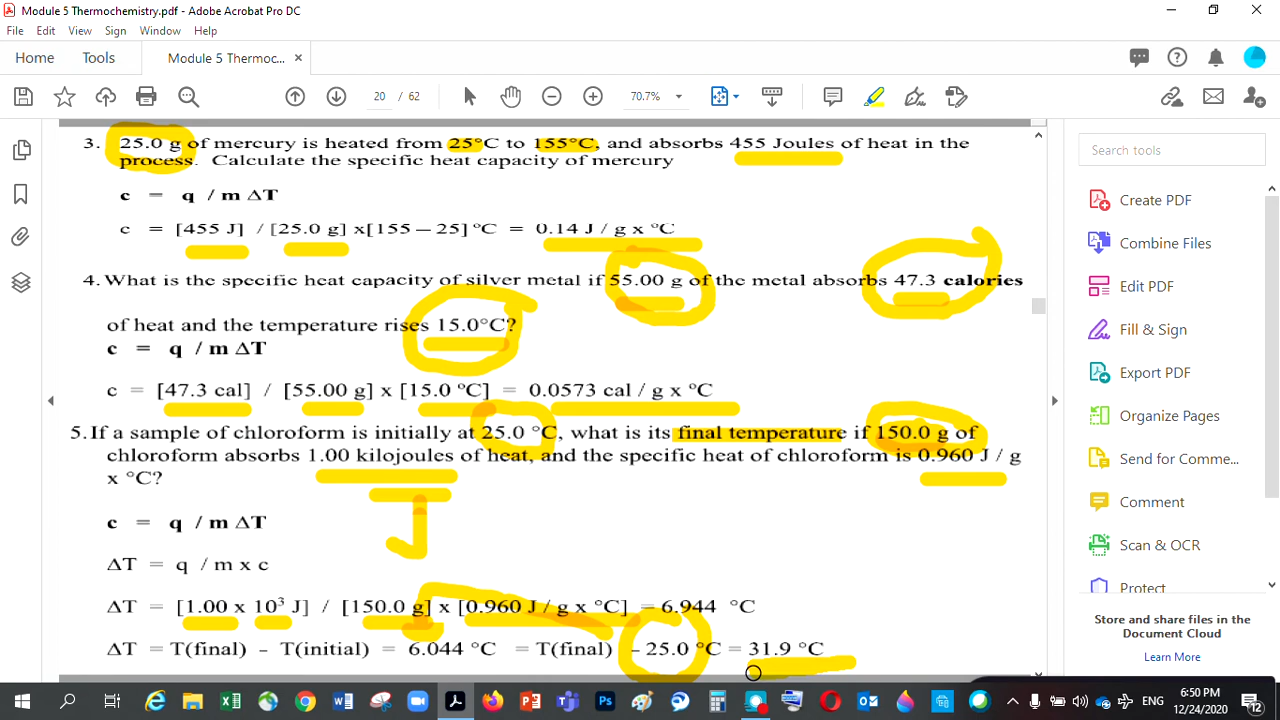 Module 5 Thermochemistry.pdf - Adobe Acrobat Pro DC
File Edit View Sign Window Help
Home Tools Module 5 Thermoc... ×
20 / 62 70.7%
3. 25.0 g of mercury is heated from 25°C to 155°C, and absorbs 455 Joules of heat in the
process. Calculate the specific heat capacity of mercury
c = q / m ΔT
c = [455 J] / [25.0 g] x[155 – 25] °C = 0.14 J / g x °C
4. What is the specific heat capacity of silver metal if 55.00 g of the metal absorbs 47.3 calories
of heat and the temperature rises 15.0°C?
c = q / m ΔT
c = [47.3 cal] / [55.00 g] x [15.0 °C] = 0.0573 cal / g x °C
5. If a sample of chloroform is initially at 25.0 °C, what is its final temperature if 150.0 g of
chloroform absorbs 1.00 kilojoules of heat, and the specific heat of chloroform is 0.960 J / g
x °C?
J
c = q / m ΔT
ΔT = q / m x c
ΔT = [1.00 x 10³ J] / [150.0 g] x [0.960 J / g x °C] = 6.944 °C
ΔT = T(final) - T(initial) = 6.044 °C = T(final) - 25.0 °C = 31.9 °C
Search tools
Create PDF
Combine Files
Edit PDF
Fill & Sign
Export PDF
Organize Pages
Send for Comme...
Comment
Scan & OCR
Protect
Store and share files in the
Document Cloud
Learn More
ENG
6:50 PM
12/24/2020
12